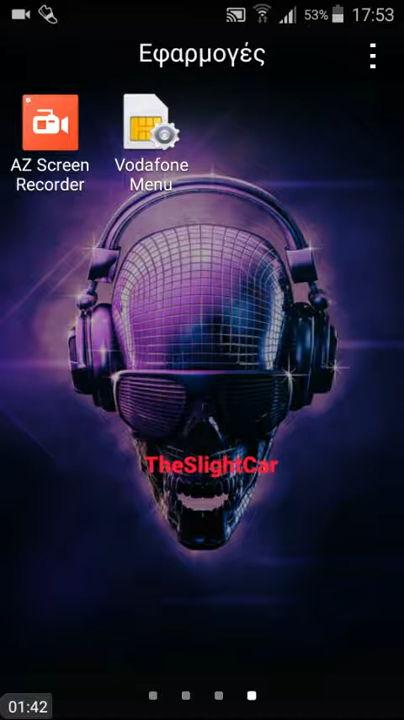 53% 17:53
Εφαρμογές
AZ Screen Recorder
Vodafone Menu
TheSlightCar
01:42